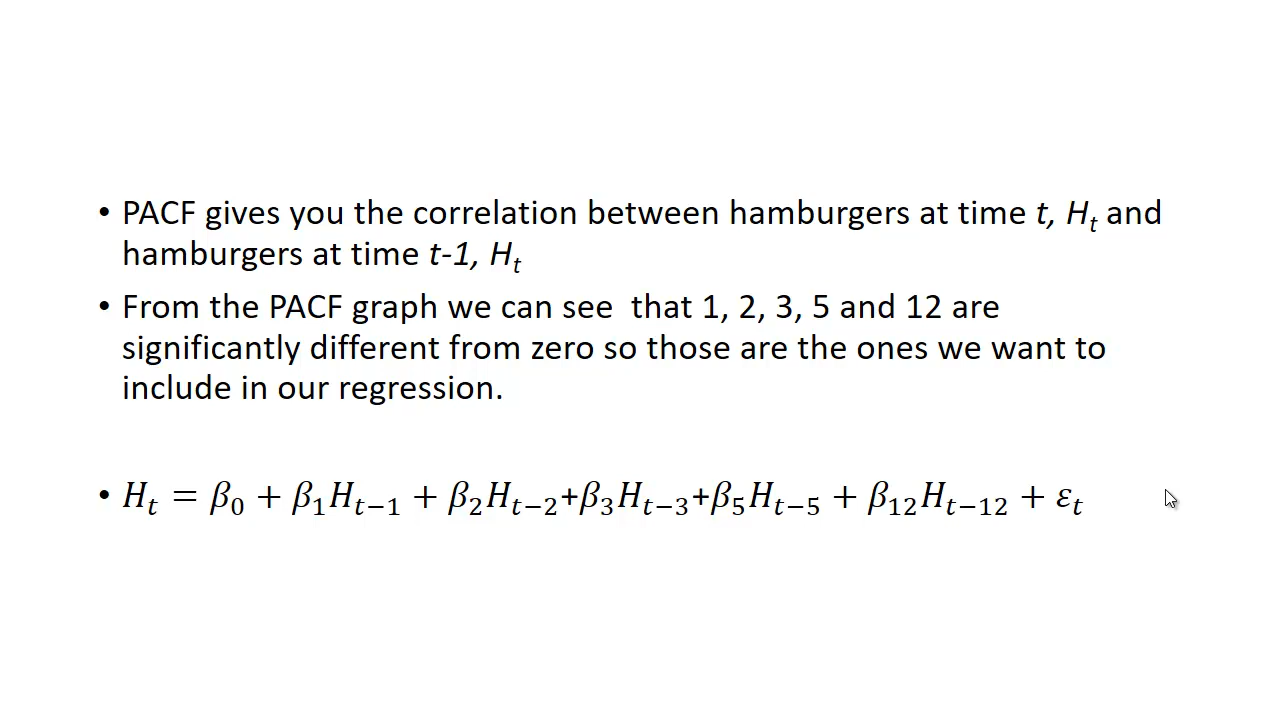 • PACF gives you the correlation between hamburgers at time t, Hₜ and
hamburgers at time t-1, Hₜ
• From the PACF graph we can see  that 1, 2, 3, 5 and 12 are
significantly different from zero so those are the ones we want to
include in our regression.
• 𝐻ₜ = 𝛽₀ + 𝛽₁𝐻ₜ₋₁ + 𝛽₂𝐻ₜ₋₂+𝛽₃𝐻ₜ₋₃+𝛽₅𝐻ₜ₋₅ + 𝛽₁₂𝐻ₜ₋₁₂ + 𝜀ₜ